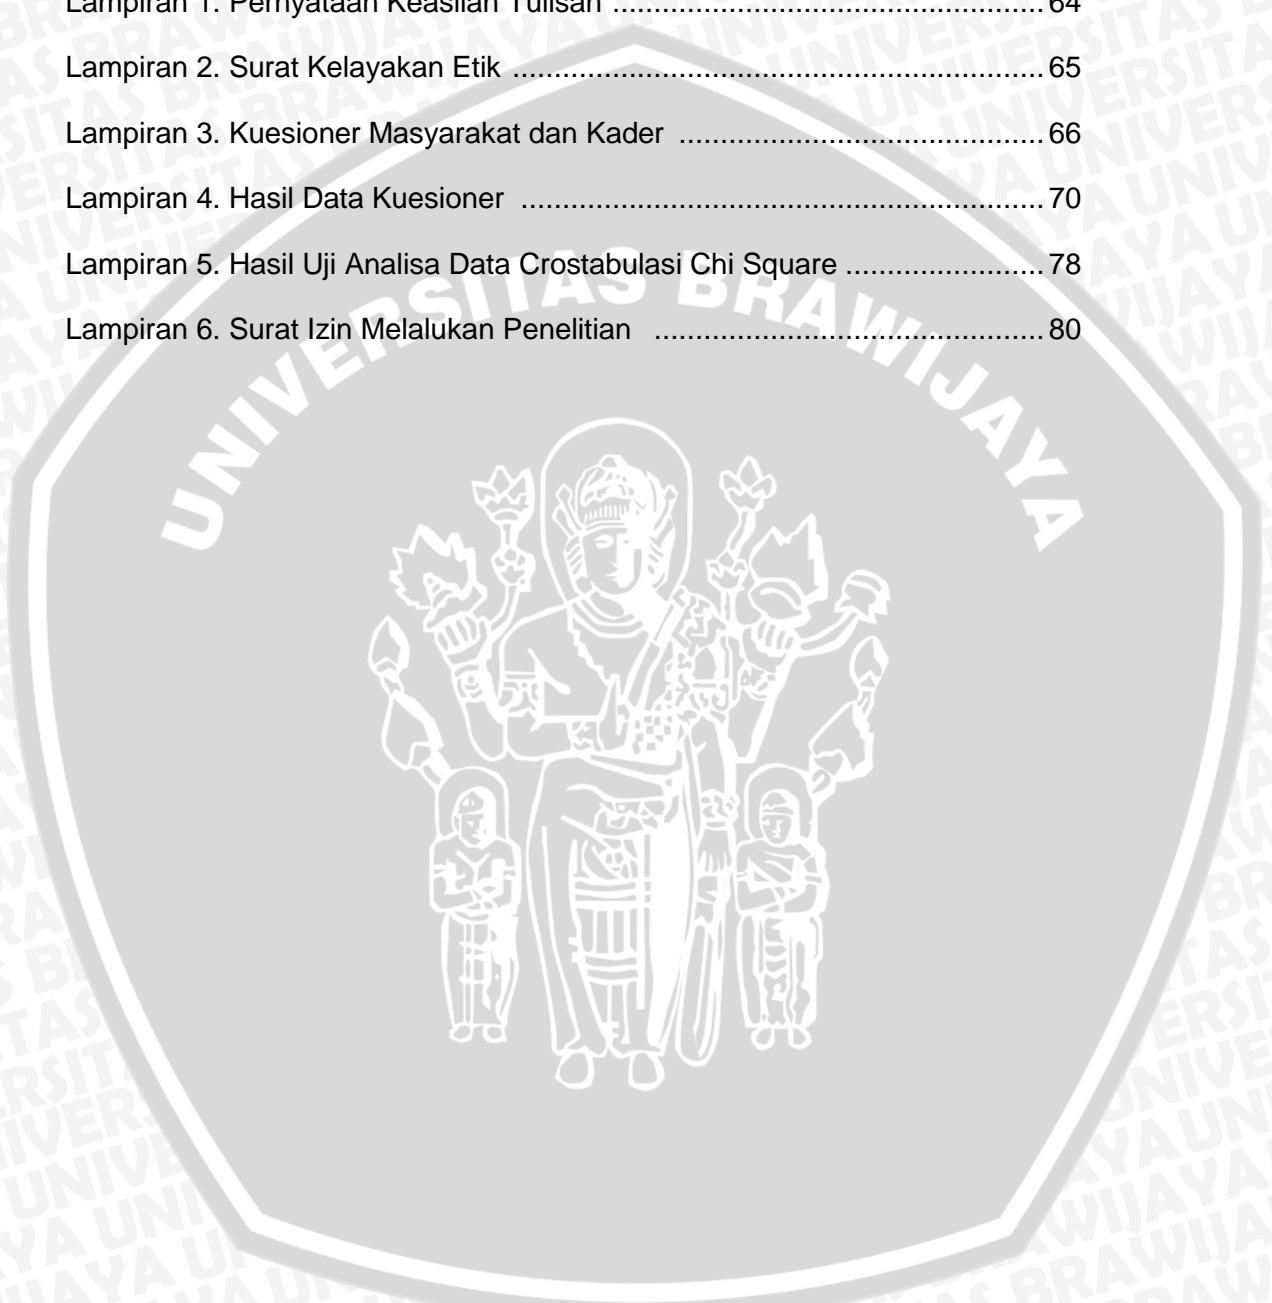 Lampiran 1. Pernyataan Keaslian Tulisan ....................................................64
Lampiran 2. Surat Kelayakan Etik ................................................................65
Lampiran 3. Kuesioner Masyarakat dan Kader ............................................66
Lampiran 4. Hasil Data Kuesioner ...............................................................70
Lampiran 5. Hasil Uji Analisa Data Crostabulasi Chi Square ........................78
Lampiran 6. Surat Izin Melalukan Penelitian ...............................................80
UNIVERSITAS BRAWIJAYA